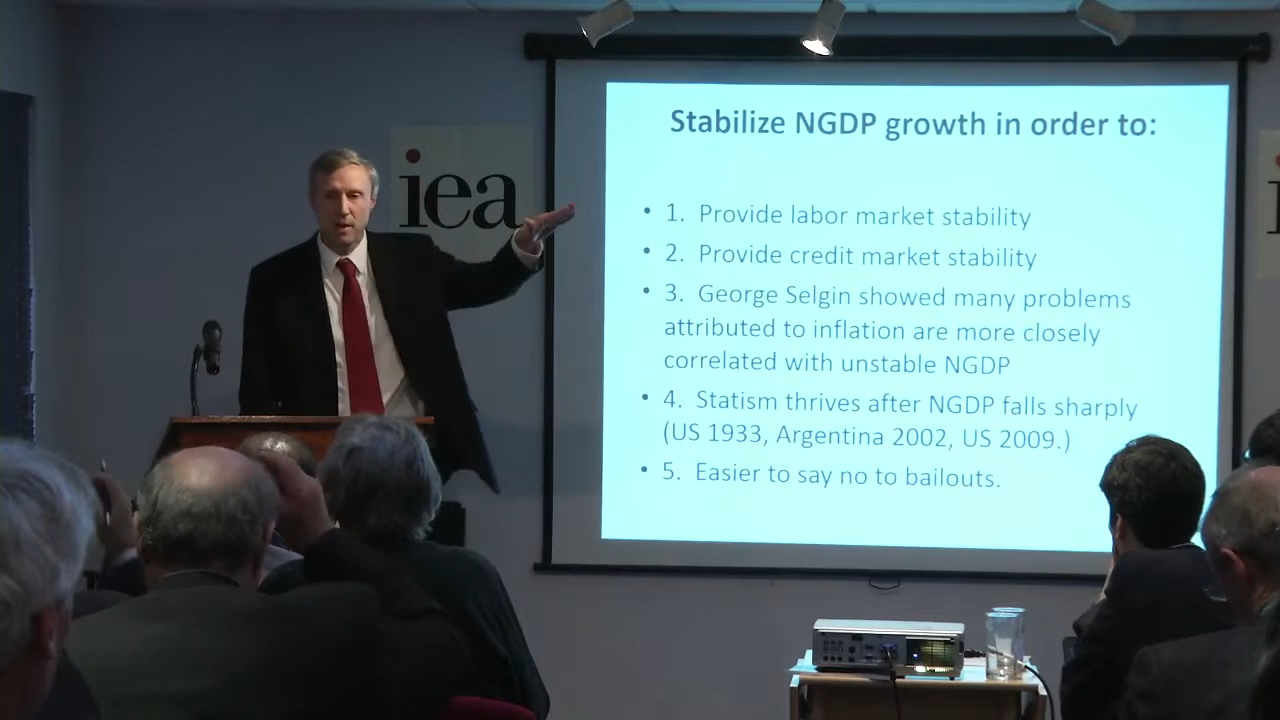 iea
Stabilize NGDP growth in order to:
• 1. Provide labor market stability
• 2. Provide credit market stability
• 3. George Selgin showed many problems
attributed to inflation are more closely
correlated with unstable NGDP
• 4. Statism thrives after NGDP falls sharply
(US 1933, Argentina 2002, US 2009.)
• 5. Easier to say no to bailouts.